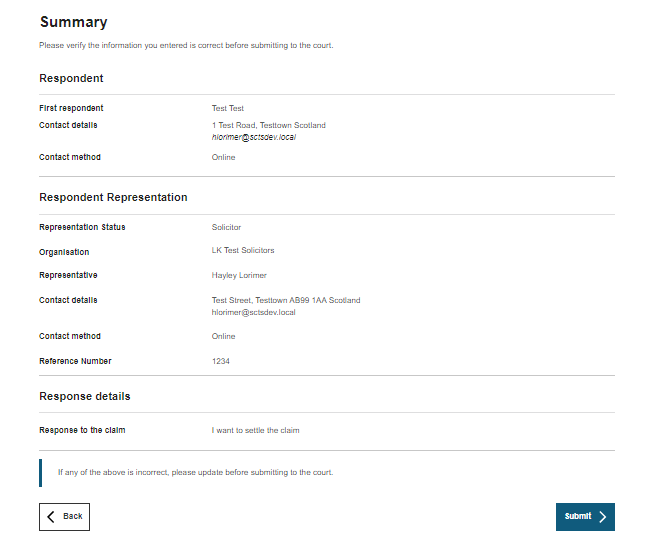 Summary
Please verify the information you entered is correct before submitting to the court.
Respondent
First respondent Test Test
Contact details 1 Test Road, Testtown Scotland
hlorimer@sctsdev.local
Contact method Online
Respondent Representation
Representation Status Solicitor
Organisation LK Test Solicitors
Representative Hayley Lorimer
Contact details Test Street, Testtown AB99 1AA Scotland
hlorimer@sctsdev.local
Contact method Online
Reference Number 1234
Response details
Response to the claim I want to settle the claim
If any of the above is incorrect, please update before submitting to the court.
Back Submit